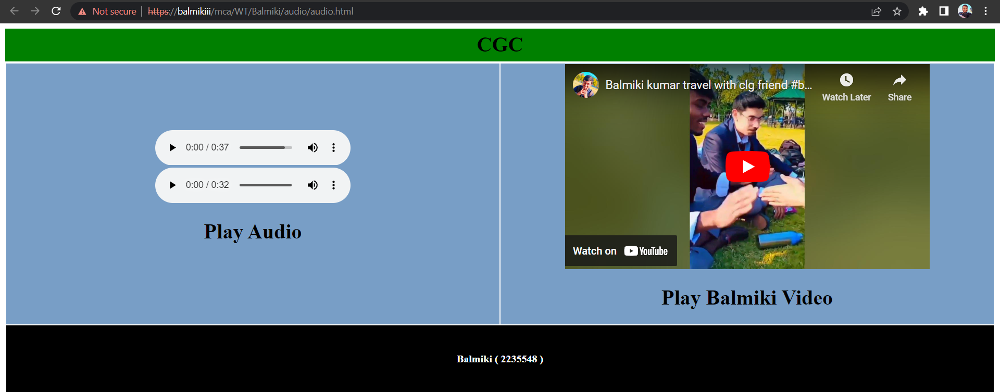 Not secure | https://balmikiii/mca/WT/Balmiki/audio/audio.html
CGC
0:00 / 0:37
0:00 / 0:32
Play Audio
Balmiki kumar travel with clg friend #b...
Watch Later
Share
Watch on YouTube
Play Balmiki Video
Balmiki ( 2235548 )